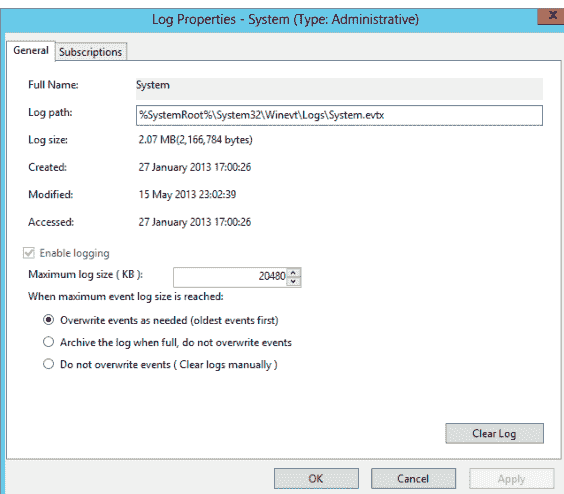 Log Properties - System (Type: Administrative)
x
General Subscriptions
Full Name: System
Log path: %SystemRoot%\System32\Winevt\Logs\System.evtx
Log size: 2.07 MB(2,166,784 bytes)
Created: 27 January 2013 17:00:26
Modified: 15 May 2013 23:02:39
Accessed: 27 January 2013 17:00:26
Enable logging
Maximum log size ( KB ): 20480
When maximum event log size is reached:
Overwrite events as needed (oldest events first)
Archive the log when full, do not overwrite events
Do not overwrite events ( Clear logs manually )
Clear Log
OK Cancel Apply